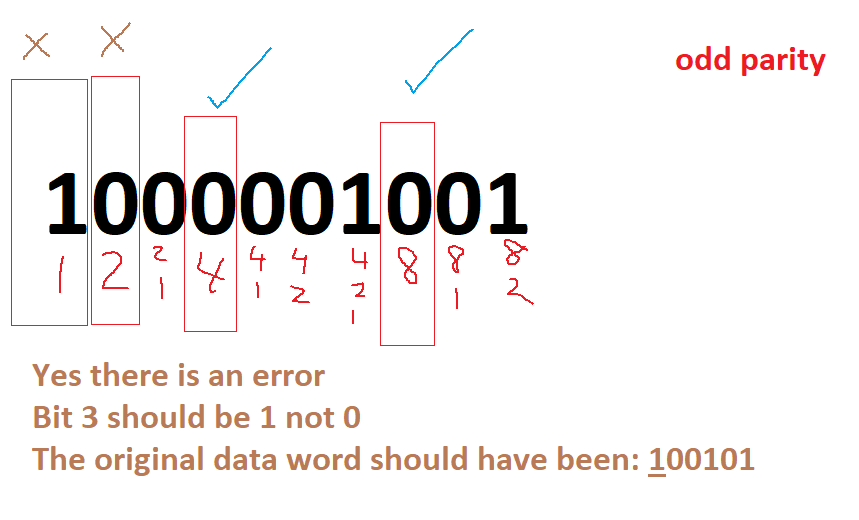 odd parity
1000001001
1 2 2 4 4 4 4 8 8 8
1 1 2 2 1 2
1
Yes there is an error
Bit 3 should be 1 not 0
The original data word should have been: 100101